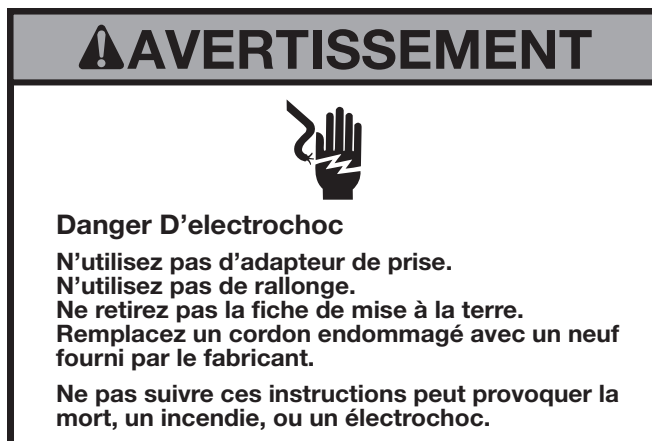 AVERTISSEMENT
Danger D’electrochoc
N’utilisez pas d’adapteur de prise.
N’utilisez pas de rallonge.
Ne retirez pas la fiche de mise à la terre.
Remplacez un cordon endommagé avec un neuf
fourni par le fabricant.
Ne pas suivre ces instructions peut provoquer la
mort, un incendie, ou un électrochoc.